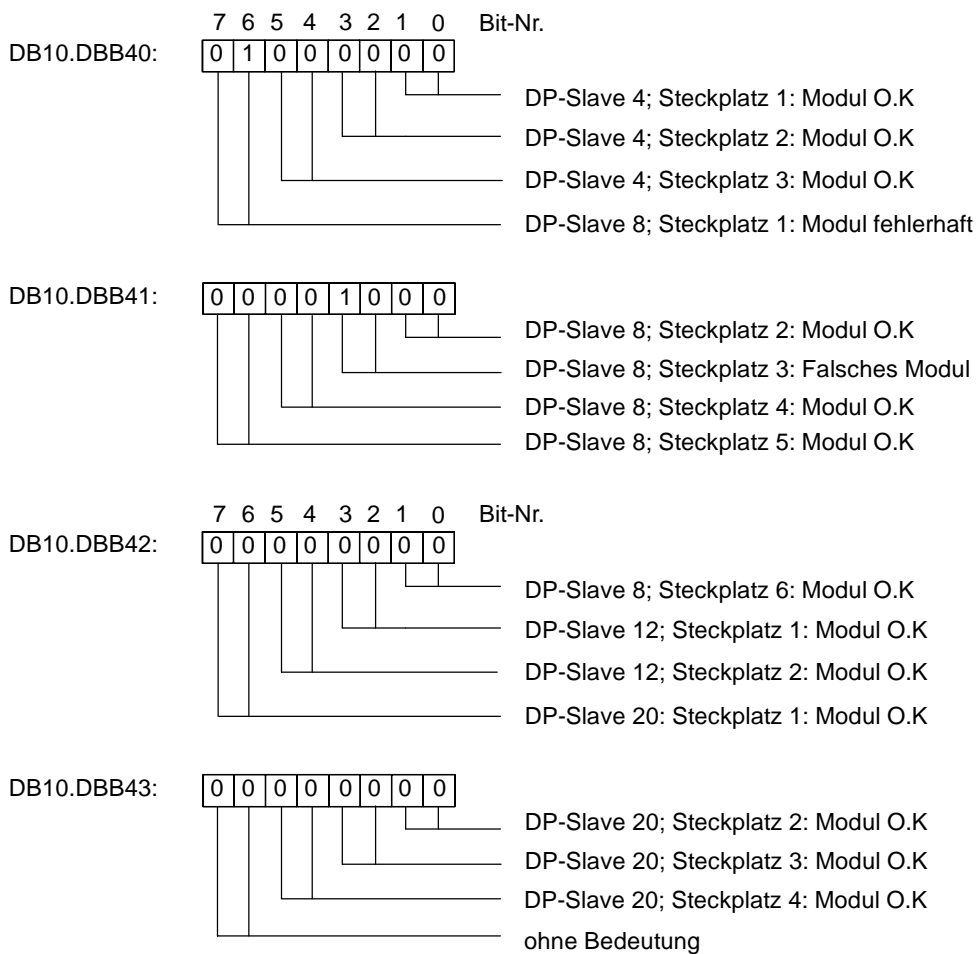 7 6 5 4 3 2 1 0 Bit-Nr.
DB10.DBB40: 0 1 0 0 0 0 0 0
DP-Slave 4; Steckplatz 1: Modul O.K
DP-Slave 4; Steckplatz 2: Modul O.K
DP-Slave 4; Steckplatz 3: Modul O.K
DP-Slave 8; Steckplatz 1: Modul fehlerhaft
DB10.DBB41: 0 0 0 0 1 0 0 0
DP-Slave 8; Steckplatz 2: Modul O.K
DP-Slave 8; Steckplatz 3: Falsches Modul
DP-Slave 8; Steckplatz 4: Modul O.K
DP-Slave 8; Steckplatz 5: Modul O.K
7 6 5 4 3 2 1 0 Bit-Nr.
DB10.DBB42: 0 0 0 0 0 0 0 0
DP-Slave 8; Steckplatz 6: Modul O.K
DP-Slave 12; Steckplatz 1: Modul O.K
DP-Slave 12; Steckplatz 2: Modul O.K
DP-Slave 20: Steckplatz 1: Modul O.K
DB10.DBB43: 0 0 0 0 0 0 0 0
DP-Slave 20; Steckplatz 2: Modul O.K
DP-Slave 20; Steckplatz 3: Modul O.K
DP-Slave 20; Steckplatz 4: Modul O.K
ohne Bedeutung